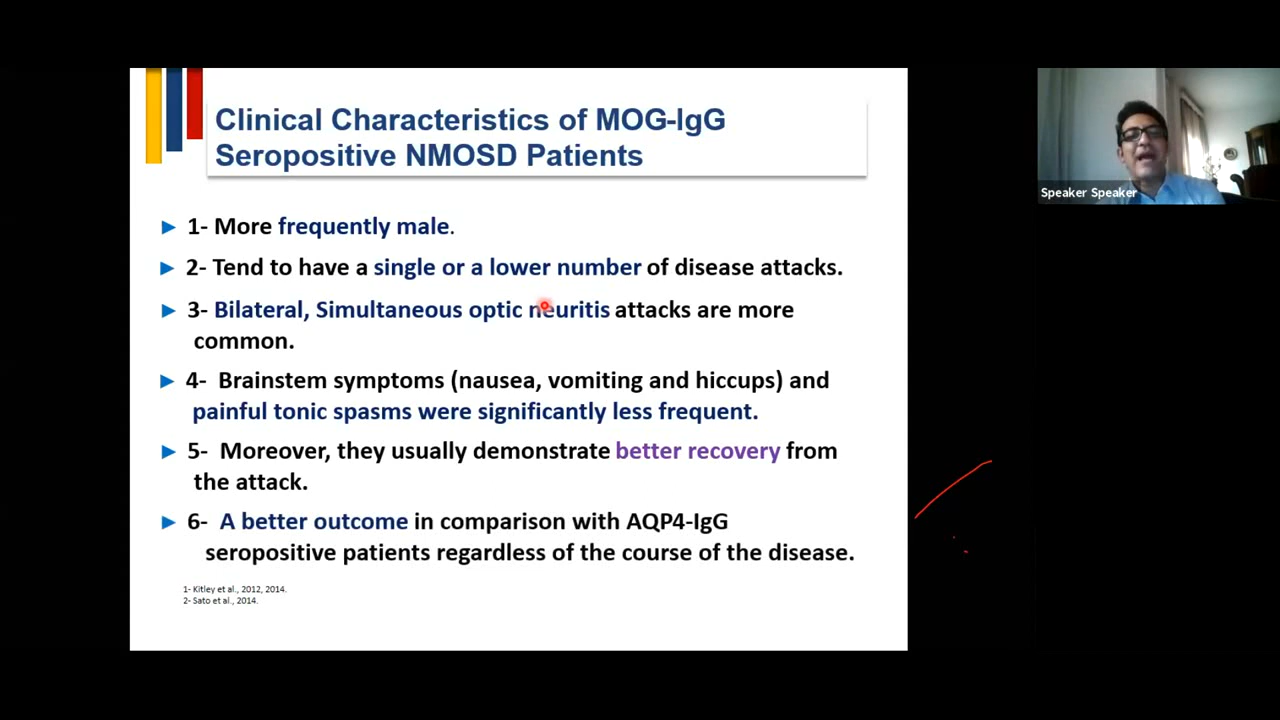 Clinical Characteristics of MOG-IgG
Seropositive NMOSD Patients
1- More frequently male.
2- Tend to have a single or a lower number of disease attacks.
3- Bilateral, Simultaneous optic neuritis attacks are more
common.
4- Brainstem symptoms (nausea, vomiting and hiccups) and
painful tonic spasms were significantly less frequent.
5- Moreover, they usually demonstrate better recovery from
the attack.
6- A better outcome in comparison with AQP4-IgG
seropositive patients regardless of the course of the disease.
1- Kitley et al., 2012, 2014.
2- Sato et al., 2014.
Speaker Speaker